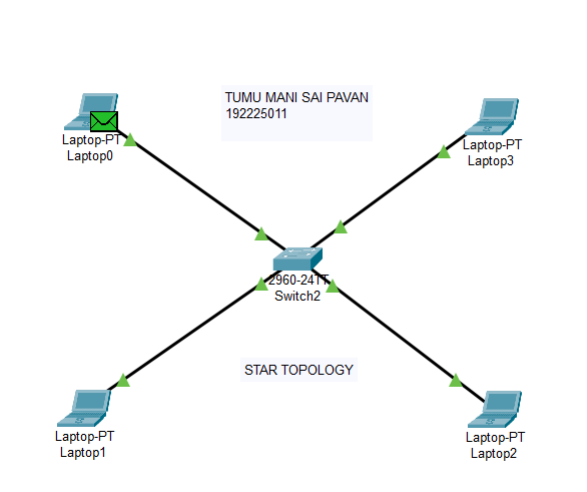 TUMU MANI SAI PAVAN
192225011
Laptop-PT
Laptop0
Laptop-PT
Laptop3
2960-24TT
Switch2
STAR TOPOLOGY
Laptop-PT
Laptop1
Laptop-PT
Laptop2